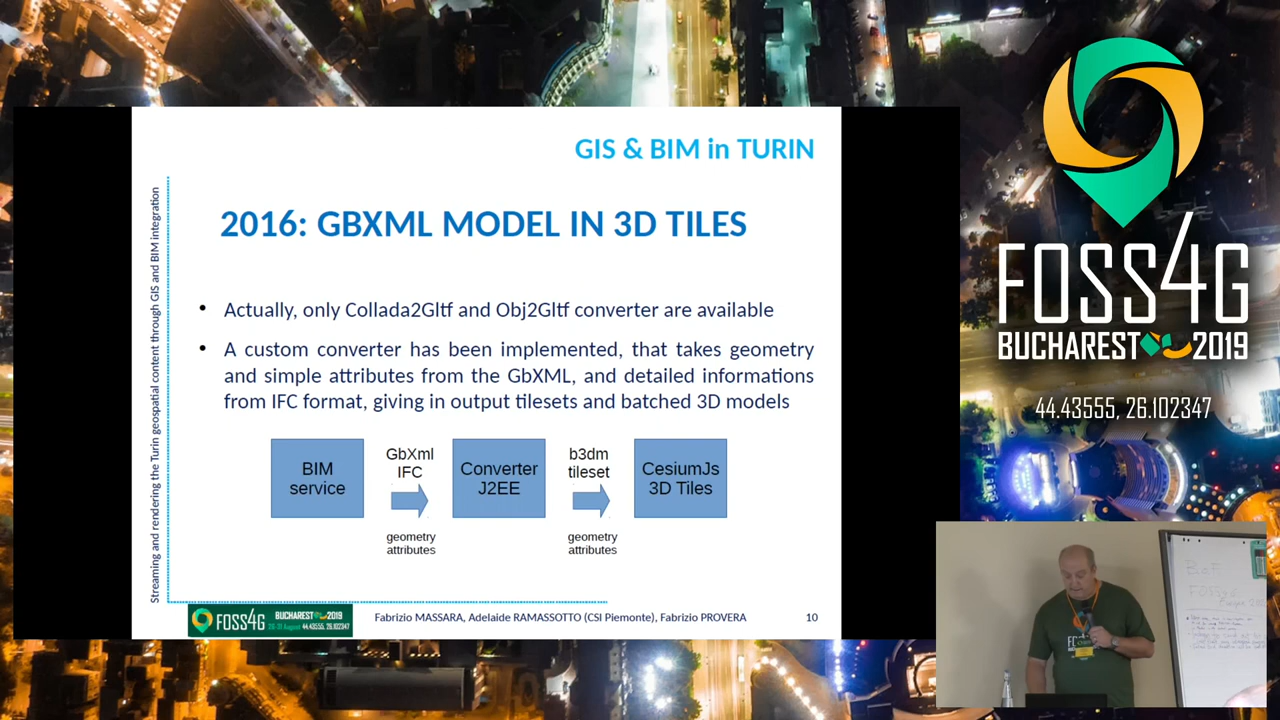 GIS & BIM in TURIN
2016: GBXML MODEL IN 3D TILES
• Actually, only Collada2Gltf and Obj2Gltf converter are available
• A custom converter has been implemented, that takes geometry
and simple attributes from the GbXML, and detailed informations
from IFC format, giving in output tilesets and batched 3D models
BIM
service
GbXml
IFC
geometry
attributes
Converter
J2EE
b3dm
tileset
geometry
attributes
CesiumJs
3D Tiles
Streaming and rendering the Turin geospatial content through GIS and BIM integration
FOSS4G
BUCHAREST 2019
26-31 August 44.43555, 26.102347
Fabrizio MASSARA, Adelaide RAMASSOTTO (CSI Piemonte), Fabrizio PROVERA
10
FOSS4G
BUCHAREST 2019
44.43555, 26.102347